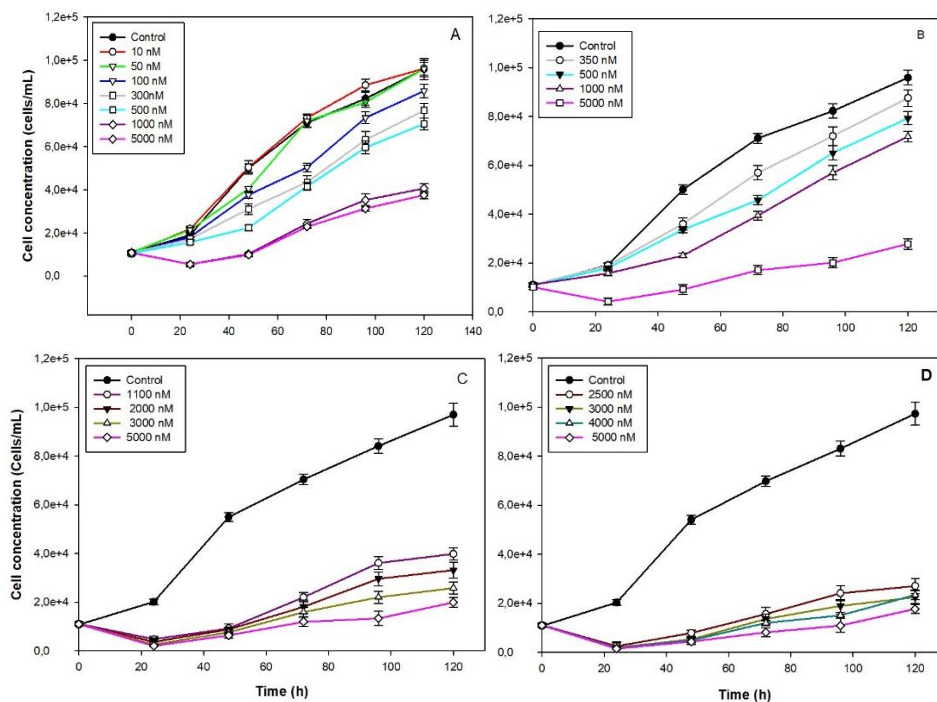 A
Control
10 nM
50 nM
100 nM
300nM
500 nM
1000 nM
5000 nM
Cell concentration (cells/mL)
1,2e+5
1,0e+5
8,0e+4
6,0e+4
4,0e+4
2,0e+4
0,0
0 20 40 60 80 100 120 140
B
Control
350 nM
500 nM
1000 nM
5000 nM
1,2e+5
1,0e+5
8,0e+4
6,0e+4
4,0e+4
2,0e+4
0,0
0 20 40 60 80 100 120
C
Control
1100 nM
2000 nM
3000 nM
5000 nM
Cell concentration (Cells/mL)
1,2e+5
1,0e+5
8,0e+4
6,0e+4
4,0e+4
2,0e+4
0,0
0 20 40 60 80 100 120
Time (h)
D
Control
2500 nM
3000 nM
4000 nM
5000 nM
1,2e+5
1,0e+5
8,0e+4
6,0e+4
4,0e+4
2,0e+4
0,0
0 20 40 60 80 100 120
Time (h)